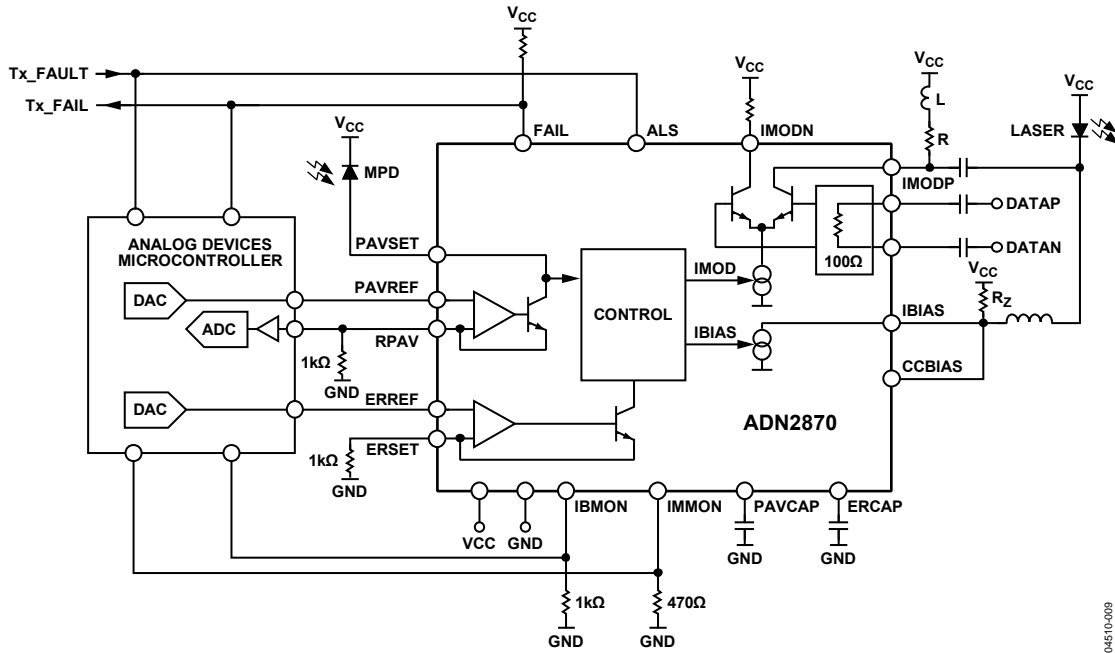 VCC
Tx_FAULT
Tx_FAIL
VCC
MPD
FAIL
ALS
VCC
IMODN
VCC
L
R
VCC
LASER
IMODP
DATAP
DATAN
100Ω
ANALOG DEVICES
MICROCONTROLLER
DAC
ADC
DAC
PAVSET
PAVREF
RPAV
1kΩ
GND
ERREF
ERSET
1kΩ
GND
CONTROL
IMOD
IBIAS
VCC
RZ
IBIAS
CCBIAS
ADN2870
VCC
GND
IBMON
IMMON
PAVCAP
ERCAP
GND
GND
1kΩ
GND
470Ω
GND
04510-009